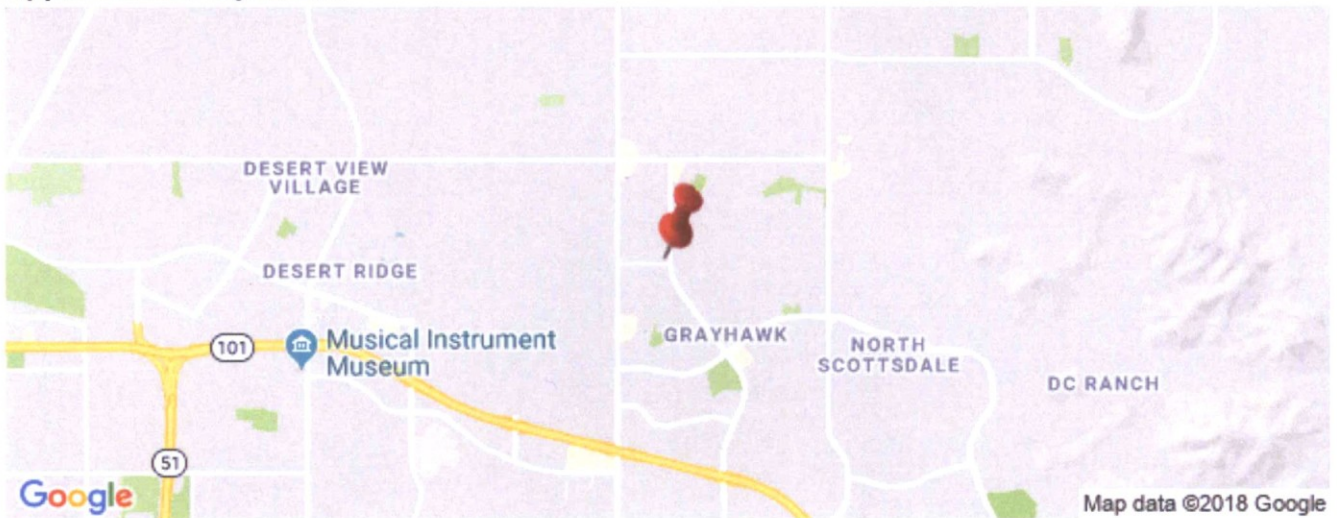 DESERT VIEW
VILLAGE
DESERT RIDGE
101
Musical Instrument
Museum
GRAYHAWK
NORTH
SCOTTSDALE
DC RANCH
51
Google
Map data ©2018 Google